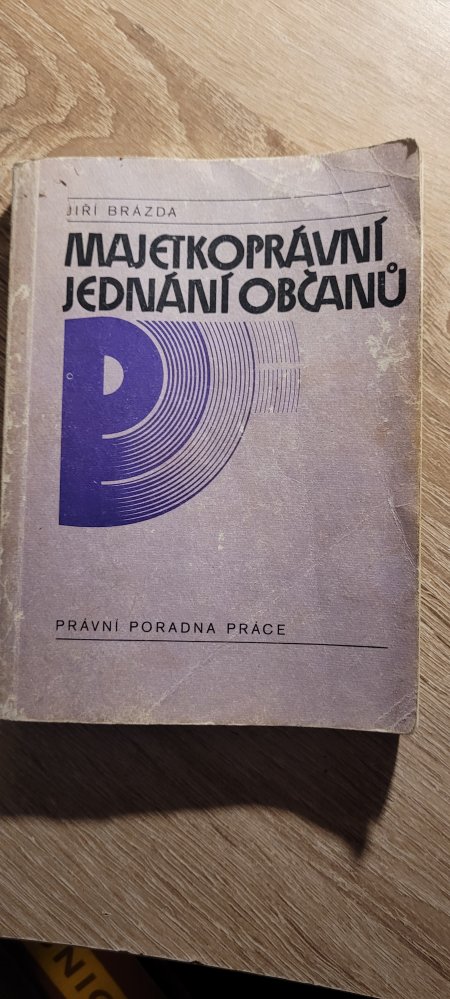 JIŘÍ BRÁZDA
MAJETKOPRÁVNÍ
JEDNÁNÍ OBČANŮ
PRÁVNÍ PORADNA PRÁCE